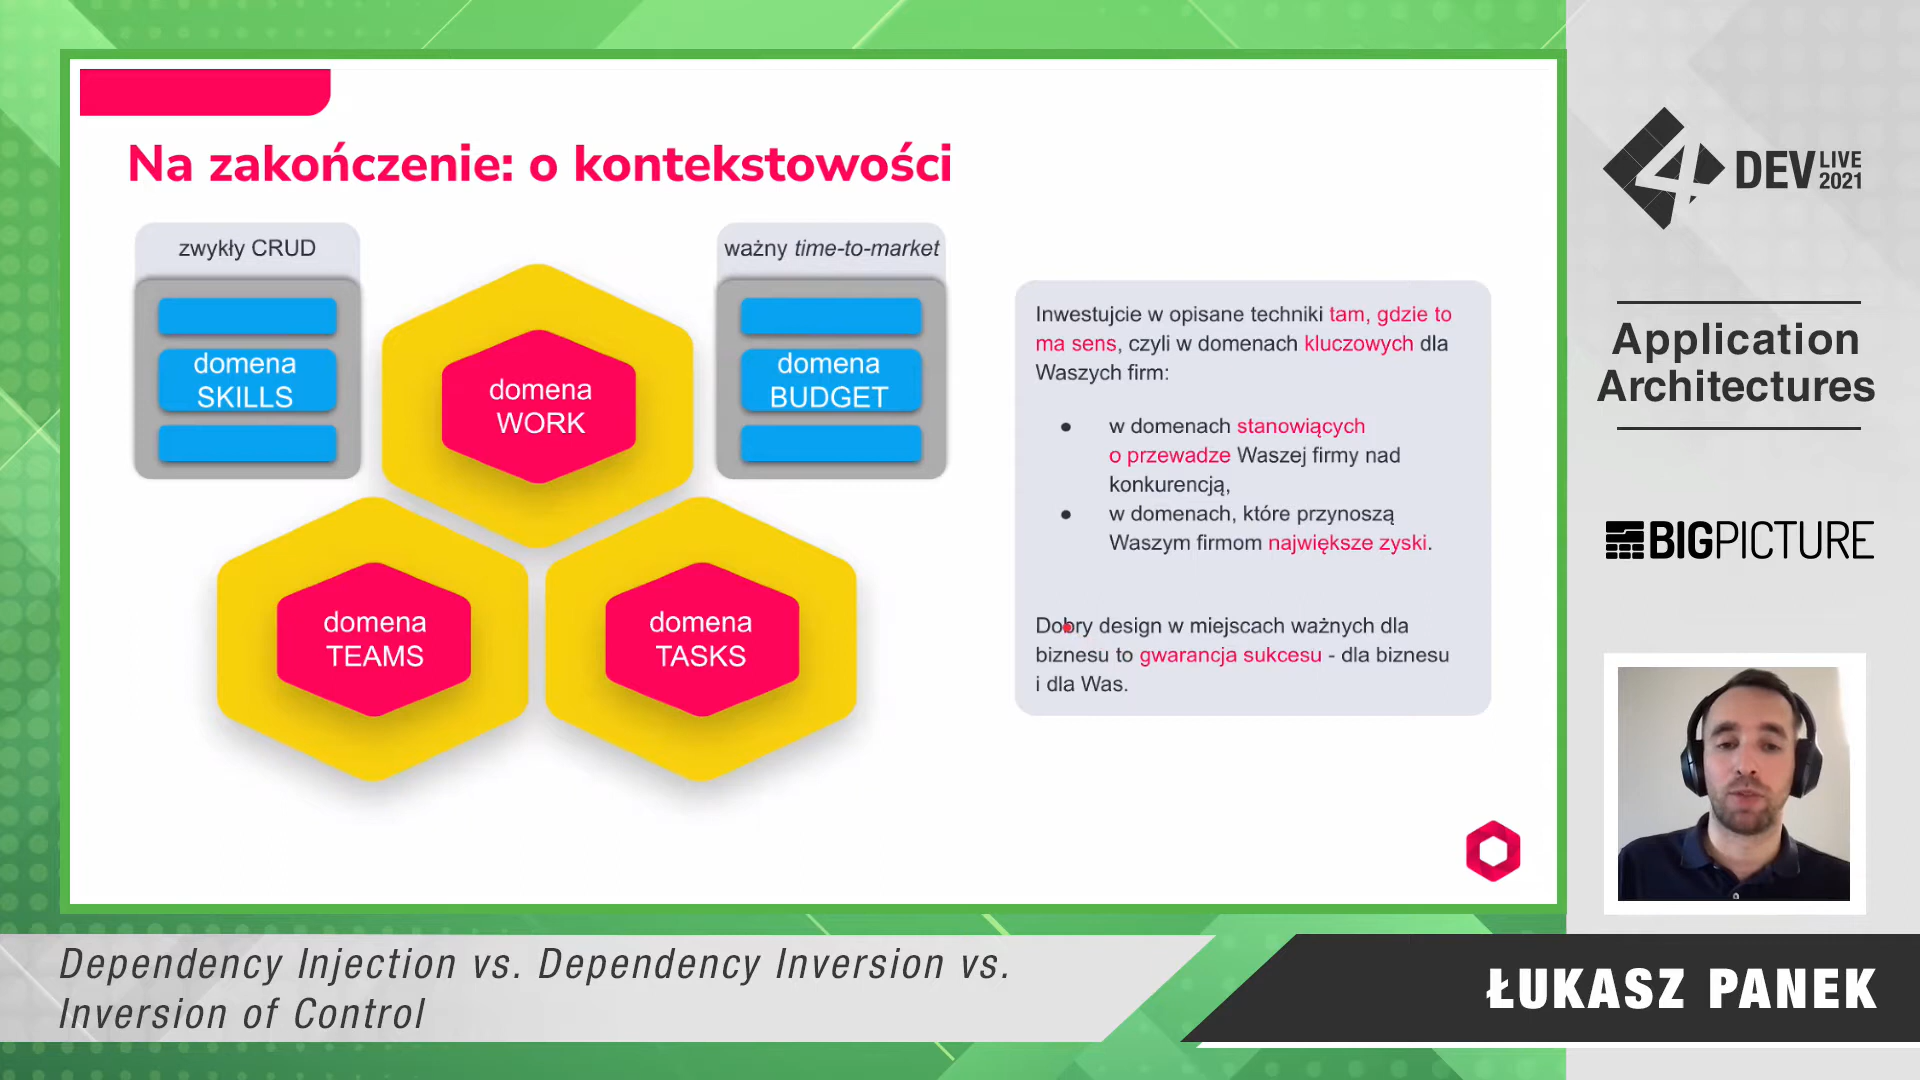 Na zakończenie: o kontekstowości
zwykły CRUD
domena
SKILLS
domena
WORK
ważny time-to-market
domena
BUDGET
domena
TEAMS
domena
TASKS
Inwestujcie w opisane techniki tam, gdzie to
ma sens, czyli w domenach kluczowych dla
Waszych firm:
● w domenach stanowiących
o przewadze Waszej firmy nad
konkurencją,
● w domenach, które przynoszą
Waszym firmom największe zyski.
Dobry design w miejscach ważnych dla
biznesu to gwarancja sukcesu - dla biznesu
i dla Was.
4DEV LIVE
2021
Application
Architectures
BIGPICTURE
Dependency Injection vs. Dependency Inversion vs.
Inversion of Control
ŁUKASZ PANEK